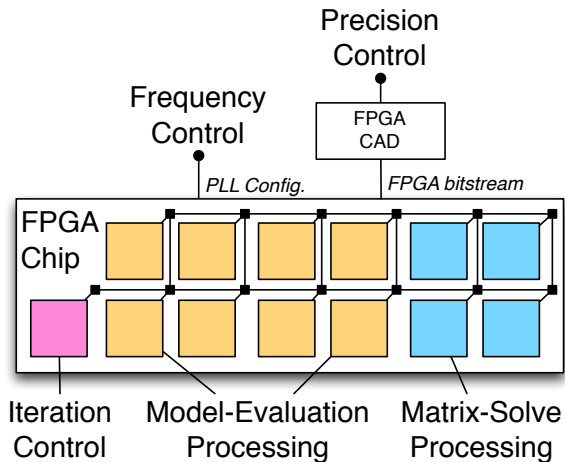 Precision
Control
Frequency
Control
FPGA
CAD
PLL Config.
FPGA bitstream
FPGA
Chip
Iteration
Control
Model-Evaluation
Processing
Matrix-Solve
Processing